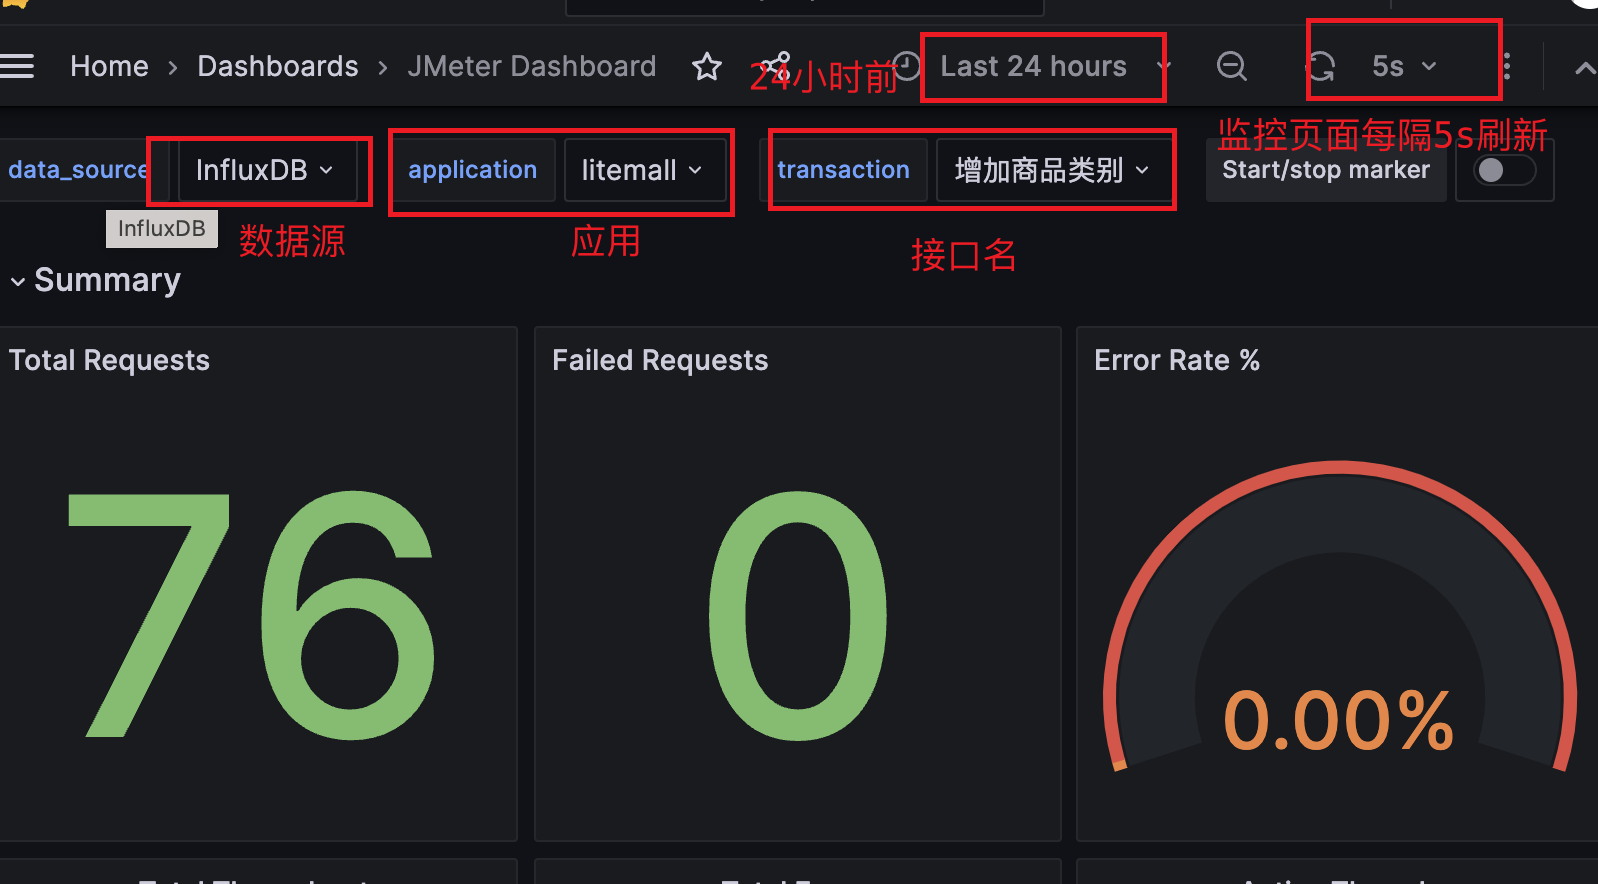 Home › Dashboards › JMeter Dashboard
24小时前
Last 24 hours
5s
监控页面每隔5s刷新
data_source
InfluxDB
application
litemall
transaction
增加商品类别
Start/stop marker
InfluxDB
数据源
应用
接口名
Summary
Total Requests
Failed Requests
Error Rate %
76
0
0.00%